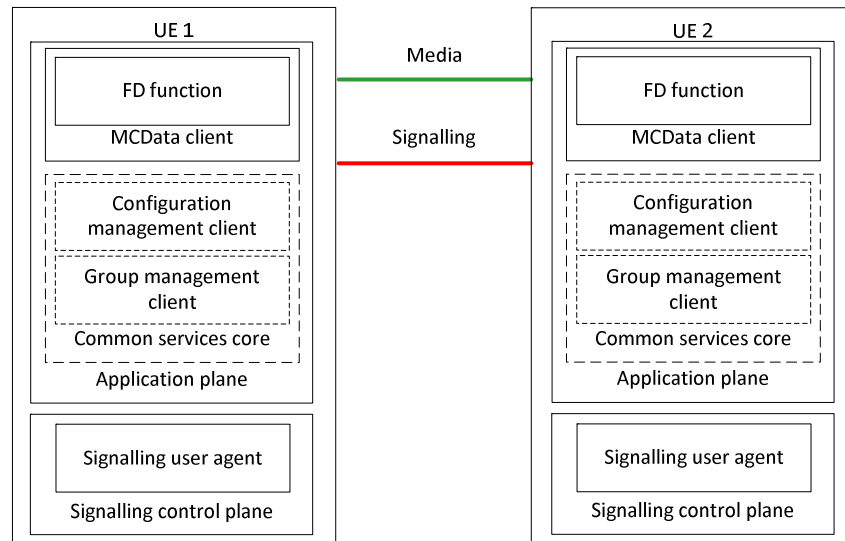 UE 1
FD function
MCData client
Configuration
management client
Group management
client
Common services core
Application plane
Signalling user agent
Signalling control plane
Media
Signalling
UE 2
FD function
MCData client
Configuration
management client
Group management
client
Common services core
Application plane
Signalling user agent
Signalling control plane